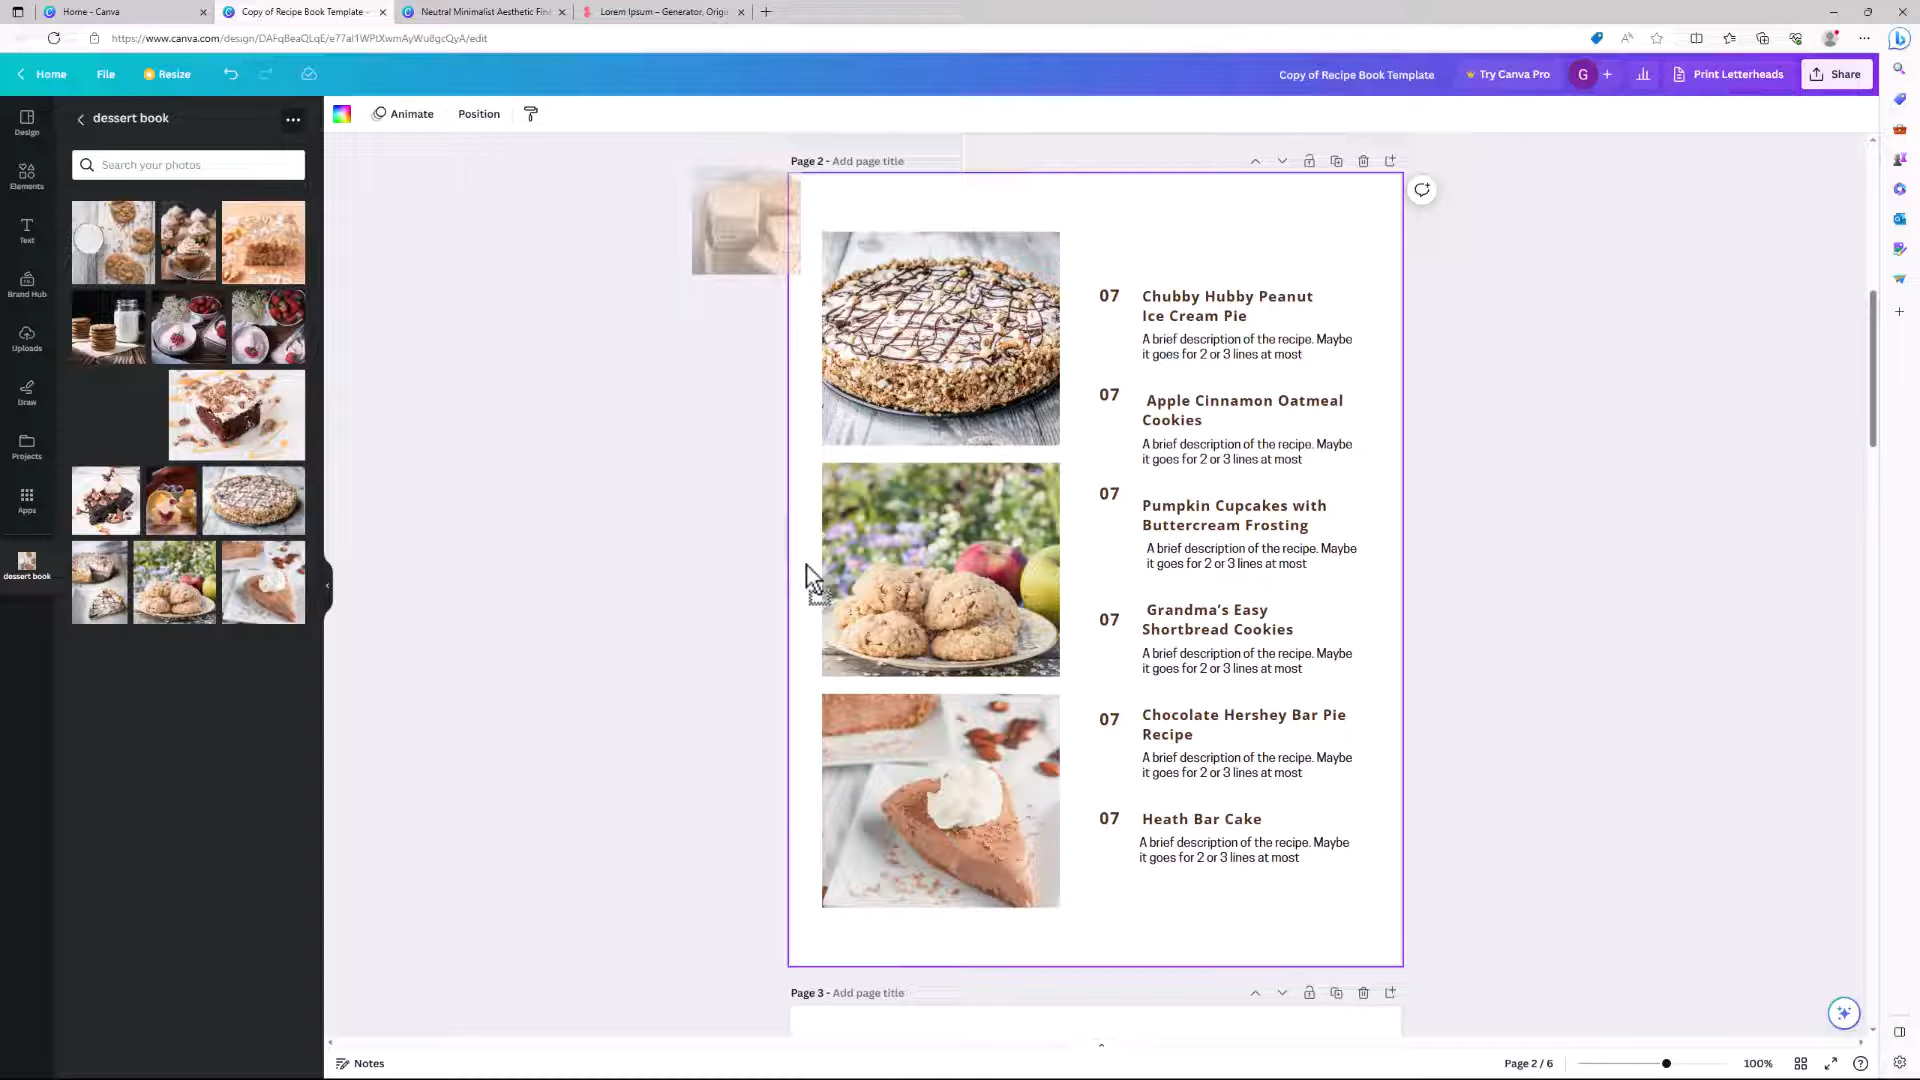 Home - Canva
Copy of Recipe Book Template -
Neutral Minimalist Aesthetic Fin
Lorem Ipsum – Generator, Origi
https://www.canva.com/design/DAFqBeaQLqE/e77al1WPtXwmAyWu8gcQyA/edit
Home
File
Resize
Copy of Recipe Book Template
Try Canva Pro
G
Print Letterheads
Share
Design
Elements
Text
Brand Hub
Uploads
Draw
Projects
Apps
dessert book
dessert book
Search your photos
Animate
Position
Page 2 - Add page title
07
Chubby Hubby Peanut
Ice Cream Pie
A brief description of the recipe. Maybe
it goes for 2 or 3 lines at most
07
Apple Cinnamon Oatmeal
Cookies
A brief description of the recipe. Maybe
it goes for 2 or 3 lines at most
07
Pumpkin Cupcakes with
Buttercream Frosting
A brief description of the recipe. Maybe
it goes for 2 or 3 lines at most
07
Grandma’s Easy
Shortbread Cookies
A brief description of the recipe. Maybe
it goes for 2 or 3 lines at most
07
Chocolate Hershey Bar Pie
Recipe
A brief description of the recipe. Maybe
it goes for 2 or 3 lines at most
07
Heath Bar Cake
A brief description of the recipe. Maybe
it goes for 2 or 3 lines at most
Page 3 - Add page title
Notes
Page 2 / 6
100%